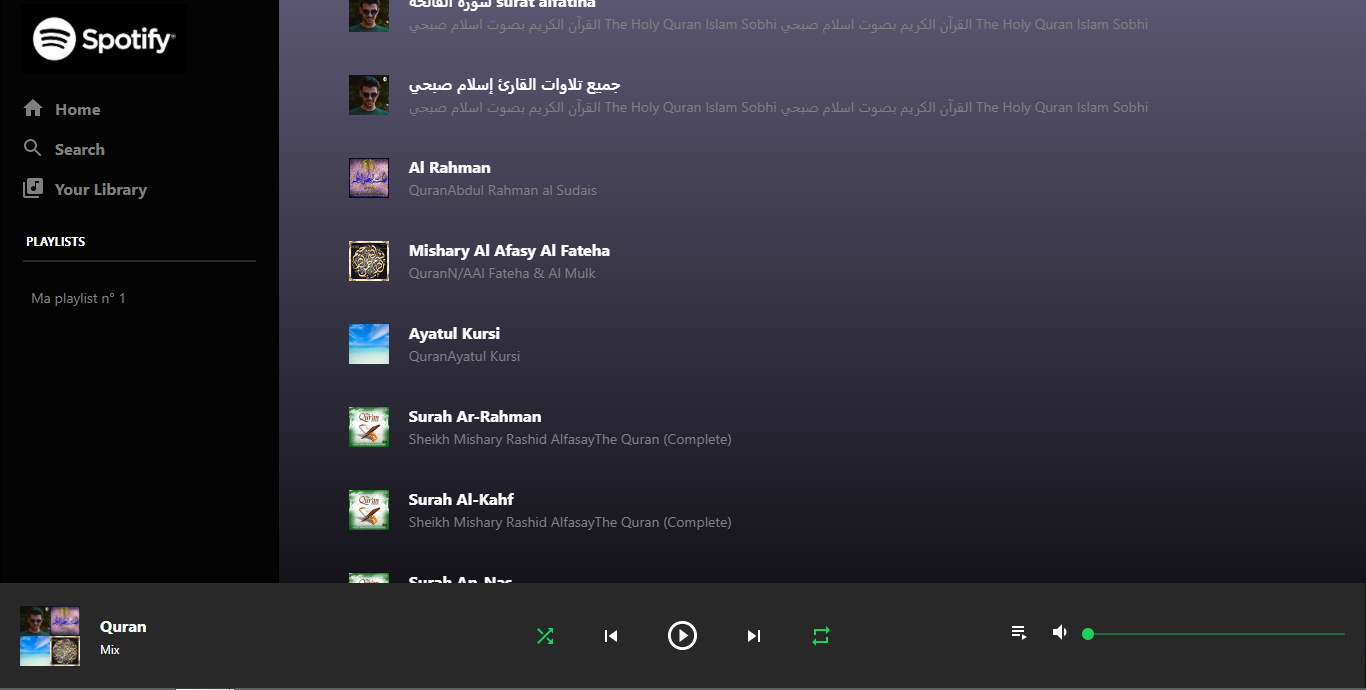 Spotify
Home
Search
Your Library
PLAYLISTS
Ma playlist n° 1
سورة الفاتحة surat alfatiha
القرآن الكريم بصوت اسلام صبحي The Holy Quran Islam Sobhi القرآن الكريم بصوت اسلام صبحي The Holy Quran Islam Sobhi
جميع تلاوات القارئ إسلام صبحي
القرآن الكريم بصوت اسلام صبحي The Holy Quran Islam Sobhi القرآن الكريم بصوت اسلام صبحي The Holy Quran Islam Sobhi
Al Rahman
QuranAbdul Rahman al Sudais
Mishary Al Afasy Al Fateha
QuranN/AAl Fateha & Al Mulk
Ayatul Kursi
QuranAyatul Kursi
Surah Ar-Rahman
Sheikh Mishary Rashid AlfasayThe Quran (Complete)
Surah Al-Kahf
Sheikh Mishary Rashid AlfasayThe Quran (Complete)
Surah An-Nas
Quran
Mix